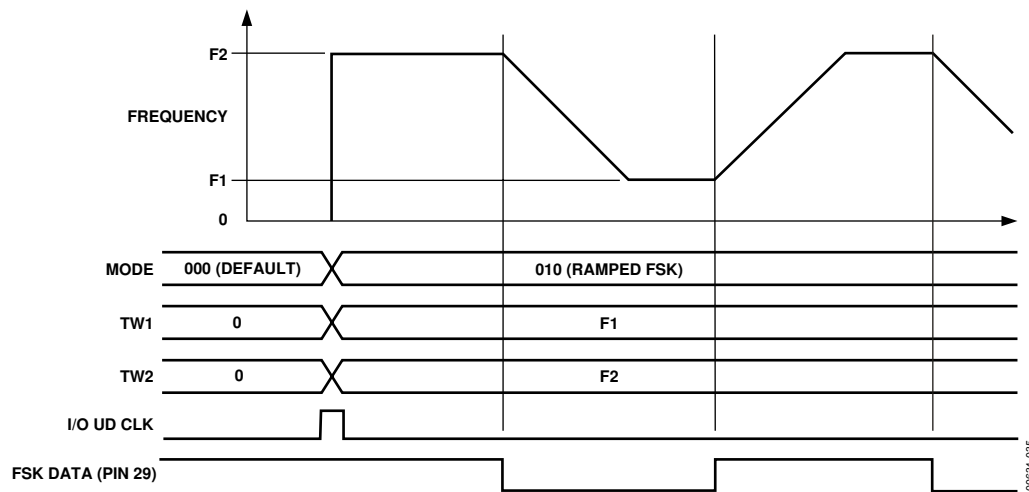 F2
FREQUENCY
F1
0
MODE 000 (DEFAULT) 010 (RAMPED FSK)
TW1 0 F1
TW2 0 F2
I/O UD CLK
FSK DATA (PIN 29)